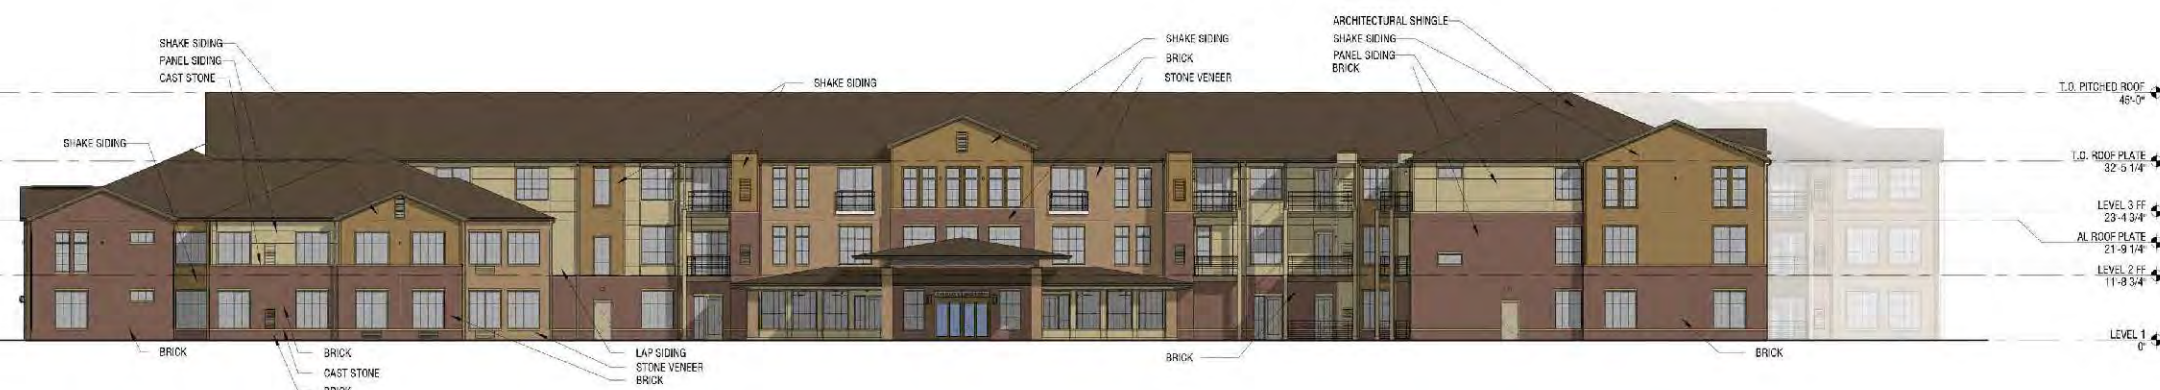 ARCHITECTURAL SHINGLE
SHAKE SIDING
PANEL SIDING
BRICK
SHAKE SIDING
BRICK
STONE VENEER
SHAKE SIDING
PANEL SIDING
CAST STONE
SHAKE SIDING
SHAKE SIDING
T.O. PITCHED ROOF
45'-0"
T.O. ROOF PLATE
32'-5 1/4"
LEVEL 3 FF
23'-4 3/4"
AL ROOF PLATE
21'-9 1/4"
LEVEL 2 FF
11'-8 3/4"
LEVEL 1
0"
BRICK
BRICK
CAST STONE
BRICK
LAP SIDING
STONE VENEER
BRICK
BRICK
BRICK